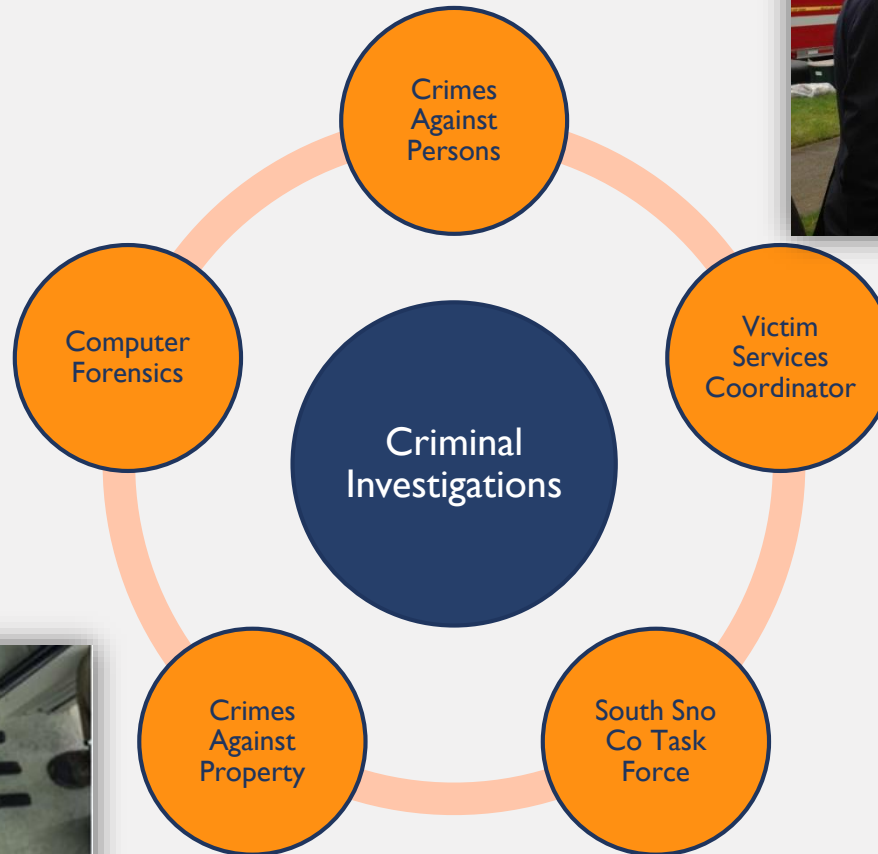 Crimes
Against
Persons
Computer
Forensics
Victim
Services
Coordinator
Criminal
Investigations
Crimes
Against
Property
South Sno
Co Task
Force